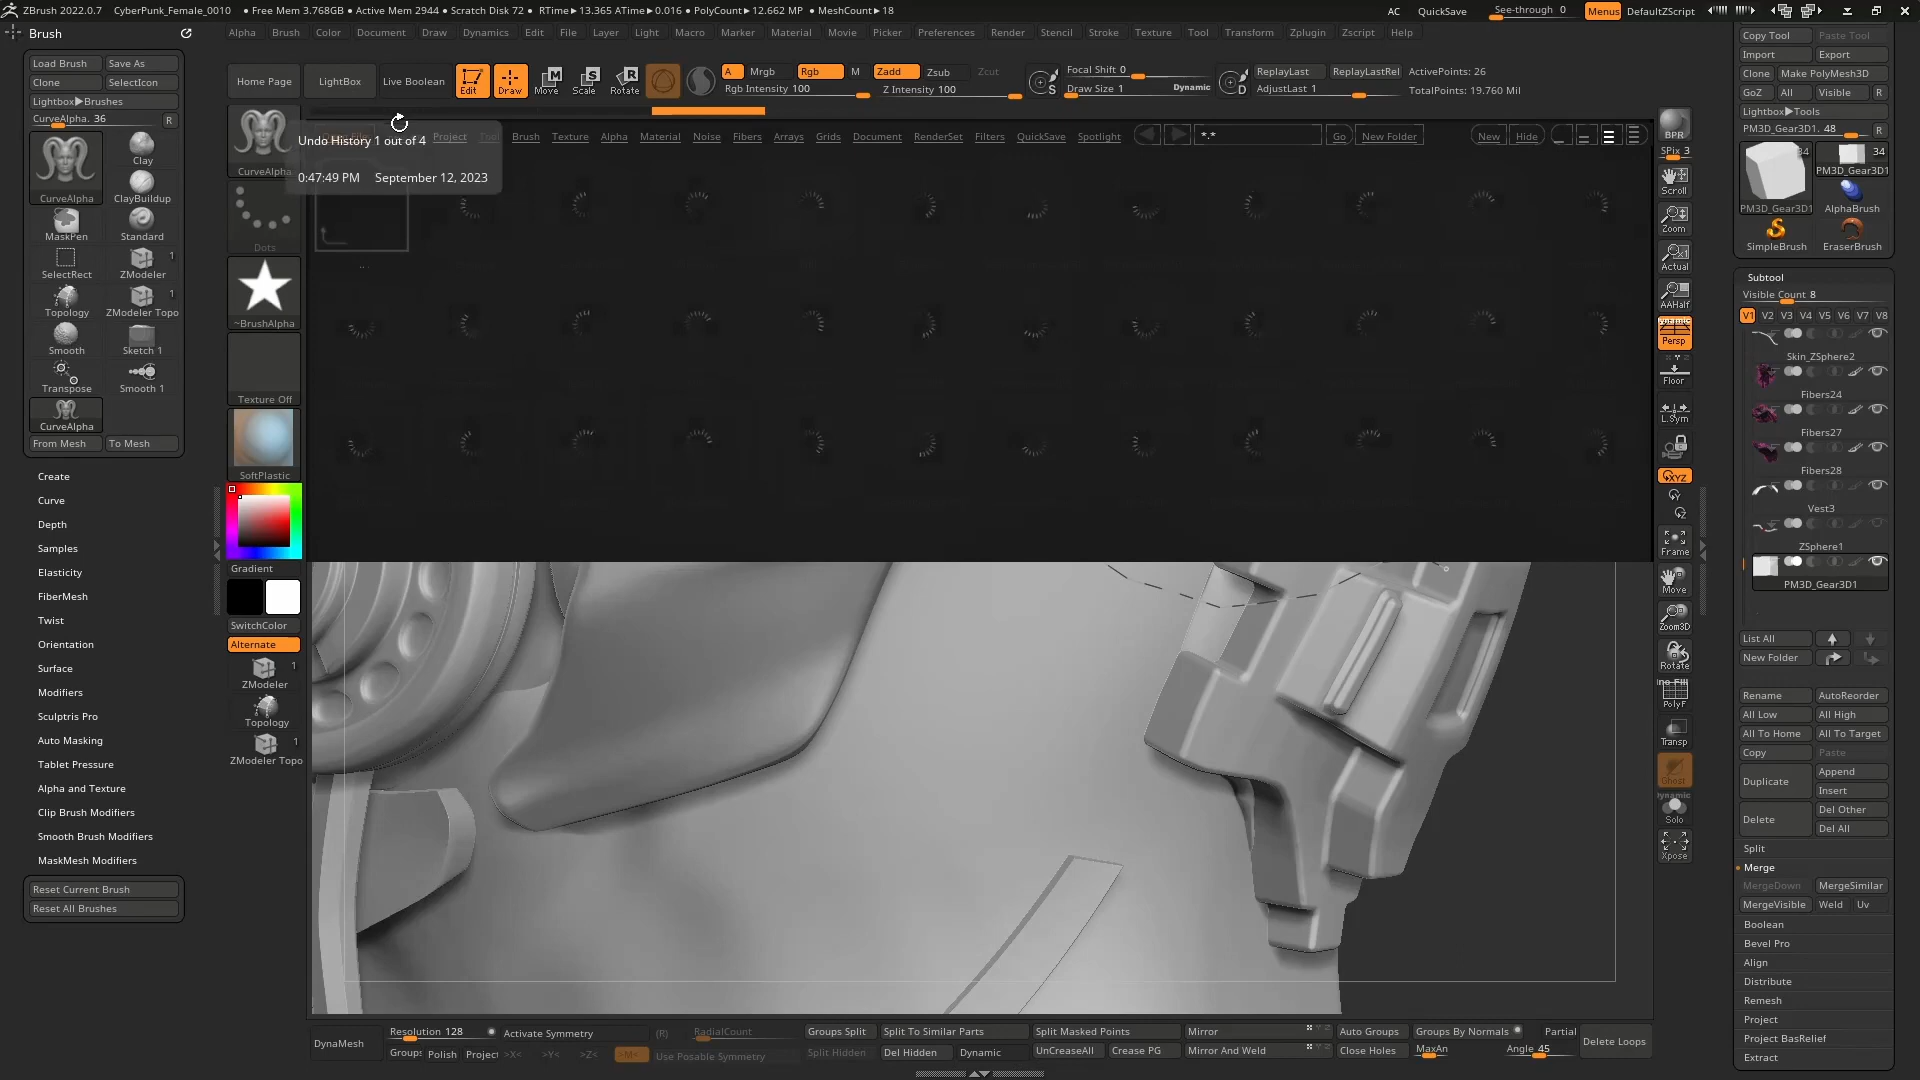 ZBrush 2022.0.7 CyberPunk_Female_0010 • Free Mem 3.768GB • Active Mem 2944 • Scratch Disk 72 • RTime▶13.365 ATime▶0.016 • PolyCount▶12.662 MP • MeshCount▶18 AC QuickSave See-through 0 Menus DefaultZScript
Brush
Alpha Brush Color Document Draw Dynamics Edit File Layer Light Macro Marker Material Movie Picker Preferences Render Stencil Stroke Texture Tool Transform Zplugin Zscript Help
Load Brush Save As
Clone SelectIcon
Lightbox▶Brushes
CurveAlpha. 36 R
CurveAlpha
Clay
ClayBuildup
MaskPen Standard
SelectRect ZModeler 1
Topology ZModeler Topo 1
Smooth Sketch 1
Transpose Smooth 1
CurveAlpha
From Mesh To Mesh
Create
Curve
Depth
Samples
Elasticity
FiberMesh
Twist
Orientation
Surface
Modifiers
Sculptris Pro
Auto Masking
Tablet Pressure
Alpha and Texture
Clip Brush Modifiers
Smooth Brush Modifiers
MaskMesh Modifiers
Reset Current Brush
Reset All Brushes
Home Page LightBox Live Boolean Edit Draw Move Scale Rotate
A Mrgb Rgb M Zadd Zsub Zcut
Rgb Intensity 100 Z Intensity 100
S Focal Shift 0
Draw Size 1 Dynamic
D ReplayLast ReplayLastRel ActivePoints: 26
AdjustLast 1 TotalPoints: 19.760 Mil
CurveAlpha
Dots
~BrushAlpha
Texture Off
SoftPlastic
Gradient
SwitchColor
Alternate
ZModeler 1
Topology
ZModeler Topo 1
Project Brush Texture Alpha Material Noise Fibers Arrays Grids Document RenderSet Filters QuickSave Spotlight *.* Go New Folder New Hide
Undo History 1 out of 4
0:47:49 PM September 12, 2023
BPR
SPix 3
Scroll
Zoom
Actual
AAHalf
Dynamic
Persp
Floor
L.Sym
XYZ
Y
Z
Frame
Move
Zoom3D
Rotate
PolyF
Transp
Ghost
Dynamic
Solo
Xpose
Copy Tool Paste Tool
Import Export
Clone Make PolyMesh3D
GoZ All Visible R
Lightbox▶Tools
PM3D_Gear3D1. 48 R
34 34
PM3D_Gear3D1
PM3D_Gear3D1 AlphaBrush
SimpleBrush EraserBrush
Subtool
Visible Count 8
V1 V2 V3 V4 V5 V6 V7 V8
Skin_ZSphere2
Fibers24
Fibers27
Fibers28
Vest3
ZSphere1
PM3D_Gear3D1
List All
New Folder
Rename AutoReorder
All Low All High
All To Home All To Target
Copy Paste
Duplicate Append
Insert
Delete Del Other
Del All
Split
Merge
MergeDown MergeSimilar
MergeVisible Weld Uv
Boolean
Bevel Pro
Align
Distribute
Remesh
Project
Project BasRelief
Extract
DynaMesh Resolution 128 Activate Symmetry (R) RadialCount Groups Split Split To Similar Parts Split Masked Points Mirror Auto Groups Groups By Normals Partial Delete Loops
Groups Polish Project >X< >Y< >Z< >M< Use Posable Symmetry Split Hidden Del Hidden Dynamic UnCreaseAll Crease PG Mirror And Weld Close Holes MaxAn Angle 45